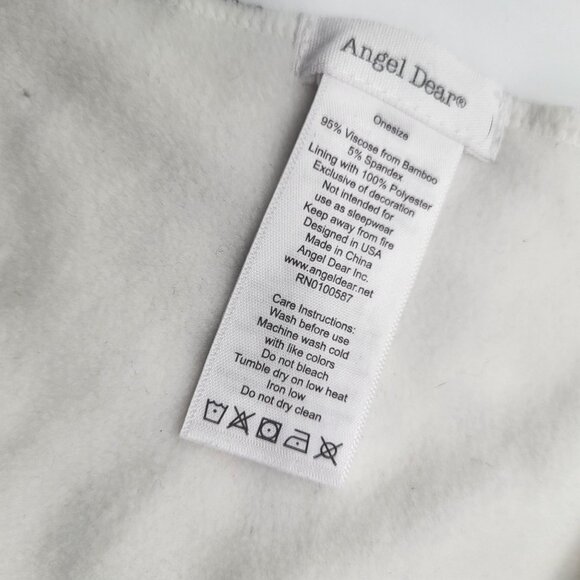 Angel Dear®
Onesize
95% Viscose from Bamboo
5% Spandex
Lining with 100% Polyester
Exclusive of decoration
Not intended for
use as sleepwear
Keep away from fire
Designed in USA
Made in China
Angel Dear Inc.
www.angeldear.net
RN0100587
Care Instructions:
Wash before use
Machine wash cold
with like colors
Do not bleach
Tumble dry on low heat
Iron low
Do not dry clean